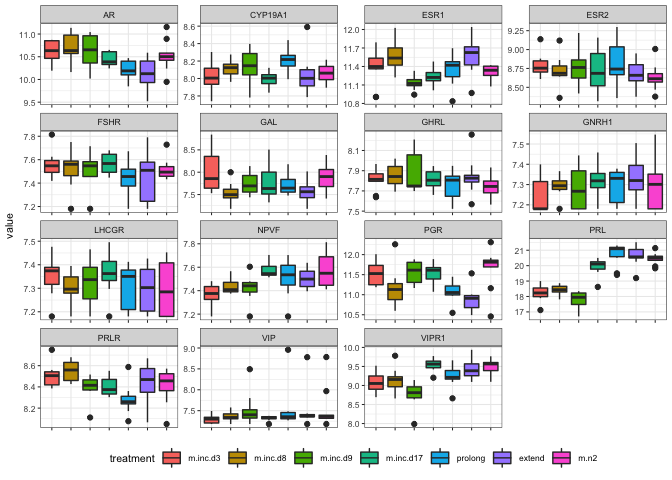 AR CYP19A1 ESR1 ESR2
11.0 10.5 10.0 9.5
8.6 8.4 8.2 8.0 7.8
12.0 11.6 11.2 10.8
9.25 9.00 8.75 8.50
FSHR GAL GHRL GNRH1
7.8 7.6 7.4 7.2
8.5 8.0 7.5
8.1 7.9 7.7 7.5
7.5 7.4 7.3 7.2
value
LHCGR NPVF PGR PRL
7.5 7.4 7.3 7.2
7.8 7.6 7.4 7.2
12.0 11.5 11.0 10.5
21 20 19 18 17
PRLR VIP VIPR1
8.6 8.4 8.2
9.0 8.5 8.0 7.5
10.0 9.5 9.0 8.5 8.0
treatment m.inc.d3 m.inc.d8 m.inc.d9 m.inc.d17 prolong extend m.n2